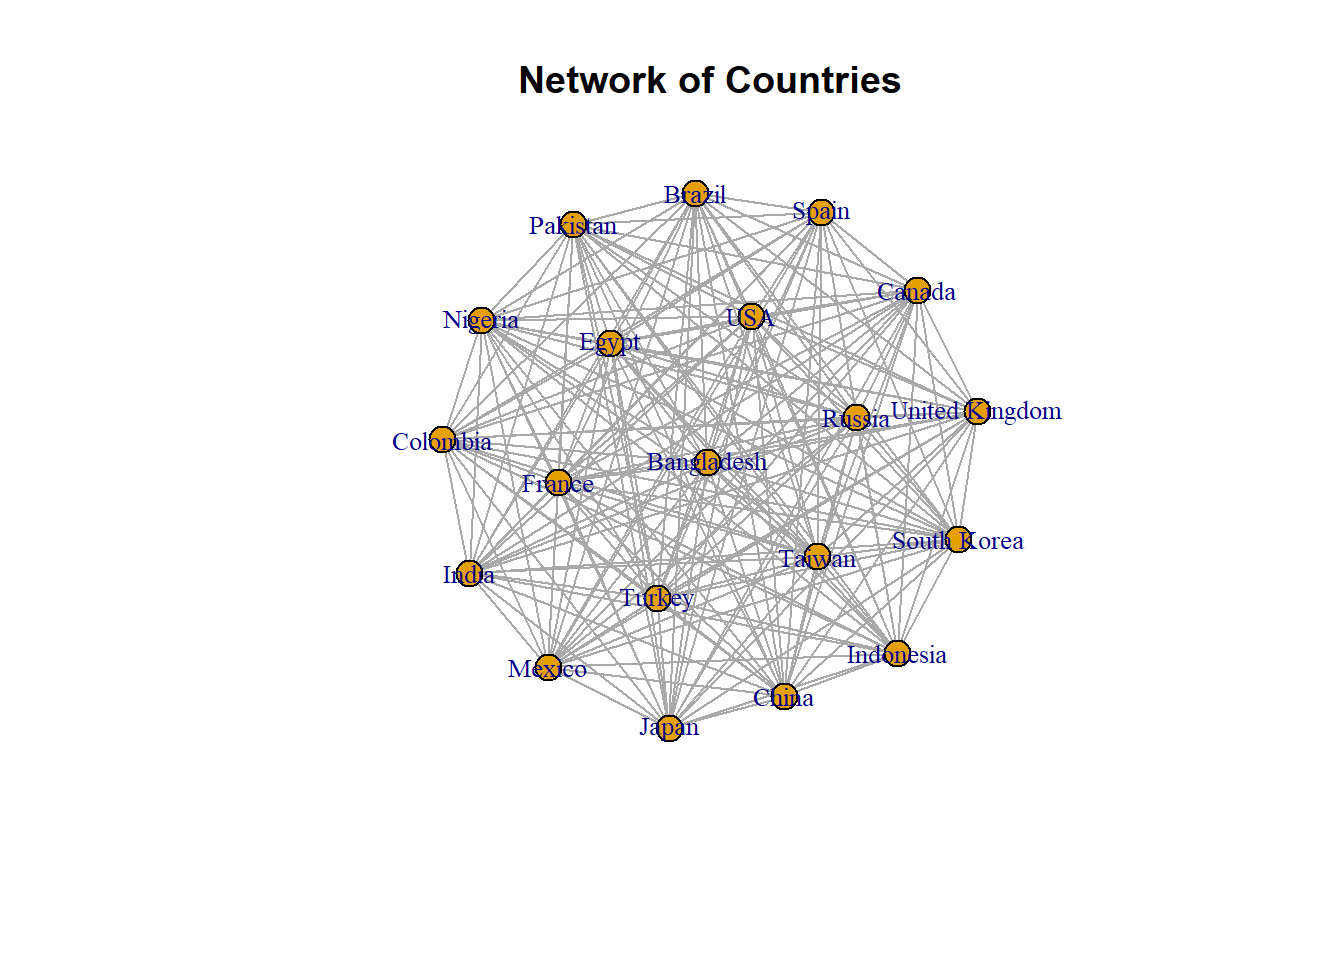 Network of Countries
Brazil
Spain
Pakistan
Canada
USA
Nigeria
Egypt
United Kingdom
Russia
Colombia
Bangladesh
France
South Korea
Taiwan
India
Turkey
Indonesia
Mexico
China
Japan